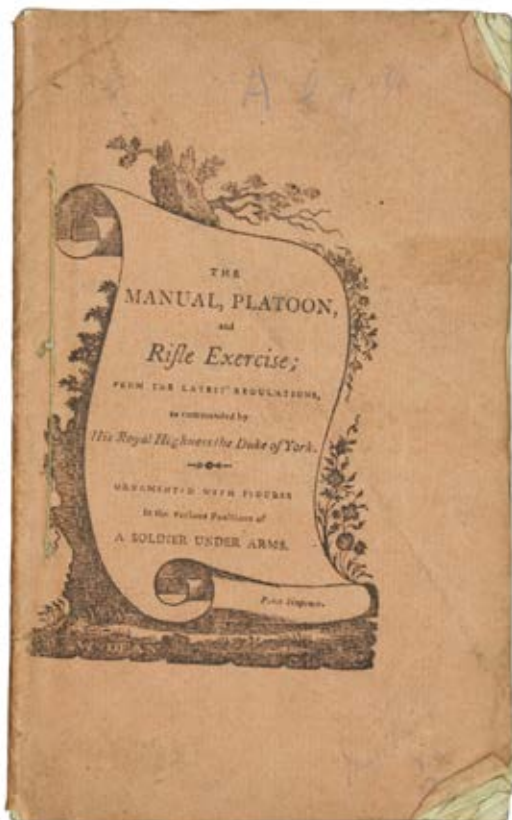 THE
MANUAL, PLATOON,
and
Rifle Exercise;
FROM THE LATEST REGULATIONS,
as commanded by
His Royal Highness the Duke of York.
ORNAMENTED WITH FIGURES
In the various Positions of
A SOLDIER UNDER ARMS.
Price Sixpence.
W. DEAN